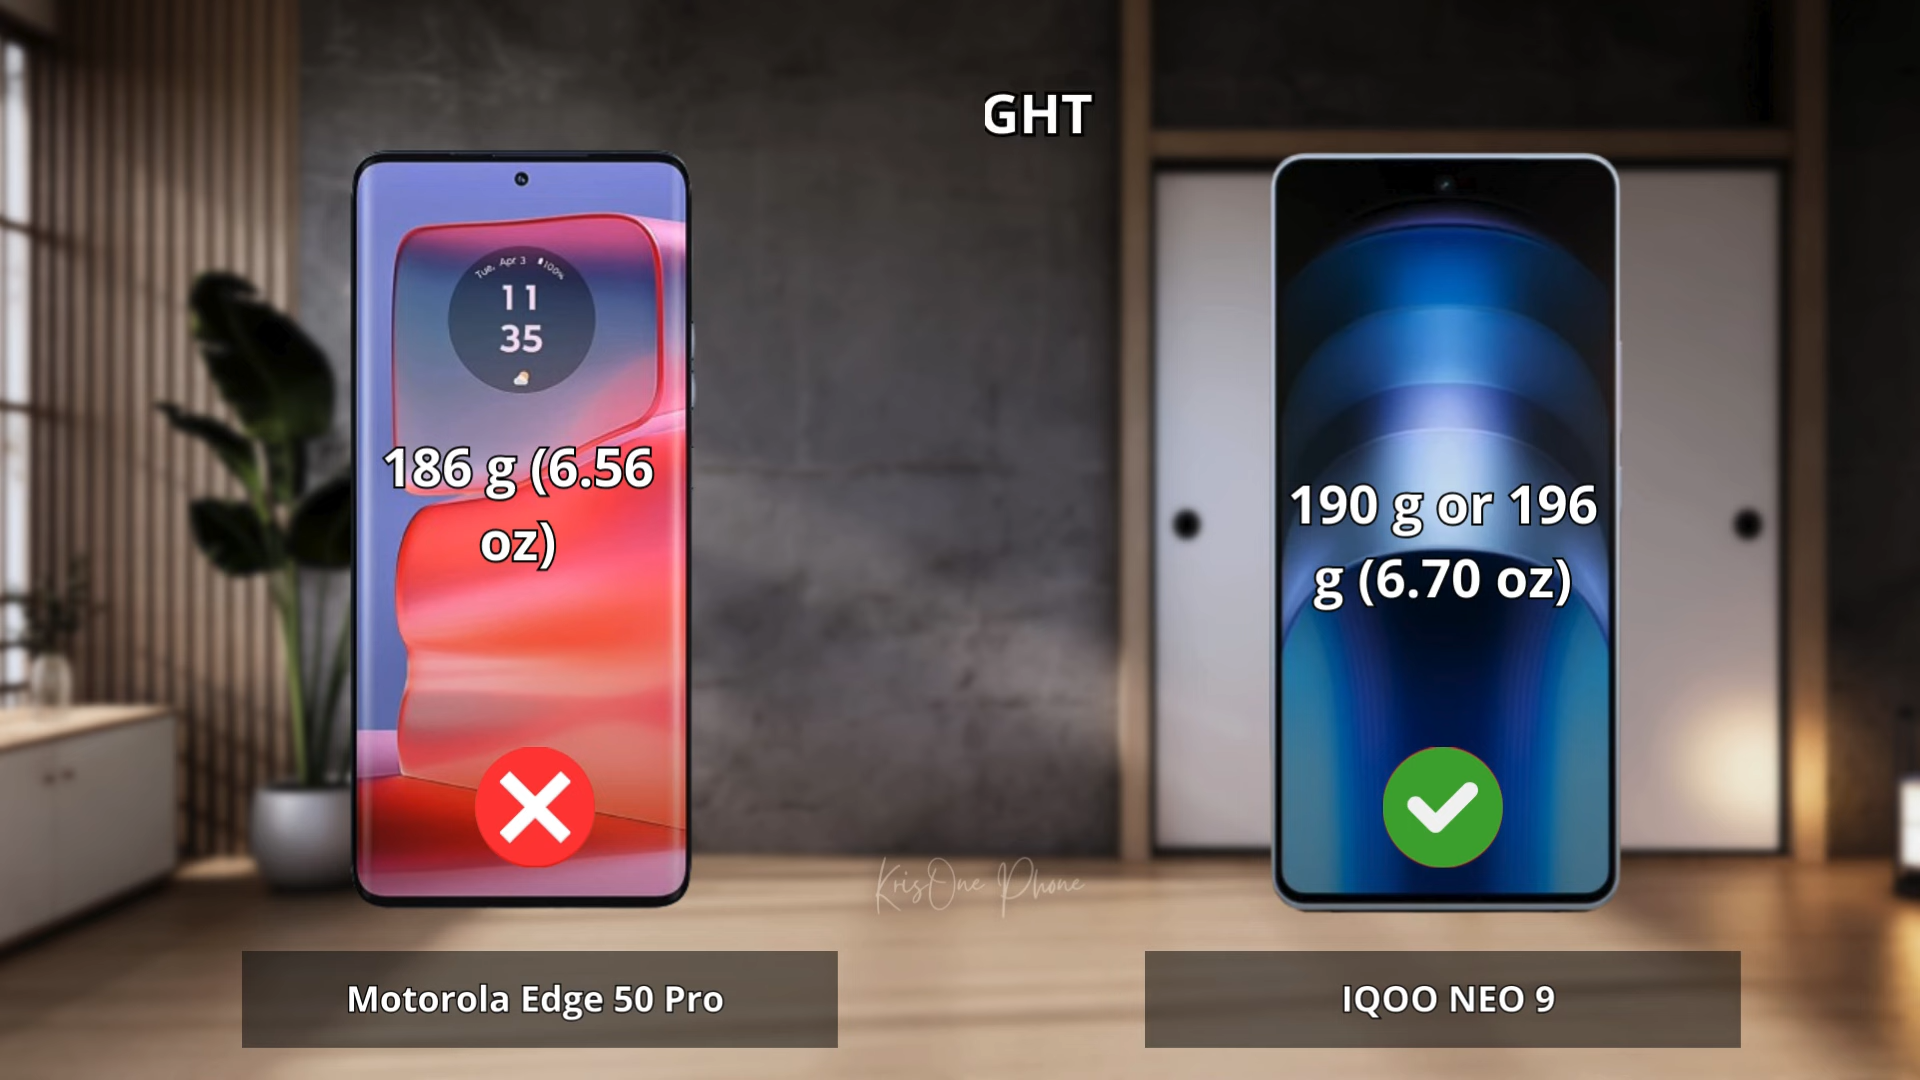 GHT
Tue, Apr 3 100%
11
35
186 g (6.56
oz)
190 g or 196
g (6.70 oz)
KrisOne Phone
Motorola Edge 50 Pro
IQOO NEO 9